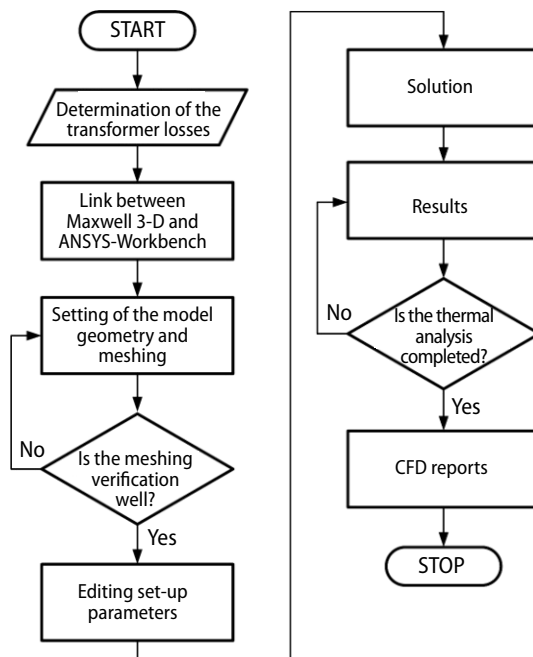 START
Determination of the
transformer losses
Link between
Maxwell 3-D and
ANSYS-Workbench
Setting of the model
geometry and
meshing
No
Is the meshing
verification
well?
Yes
Editing set-up
parameters
Solution
Results
No
Is the thermal
analysis
completed?
Yes
CFD reports
STOP